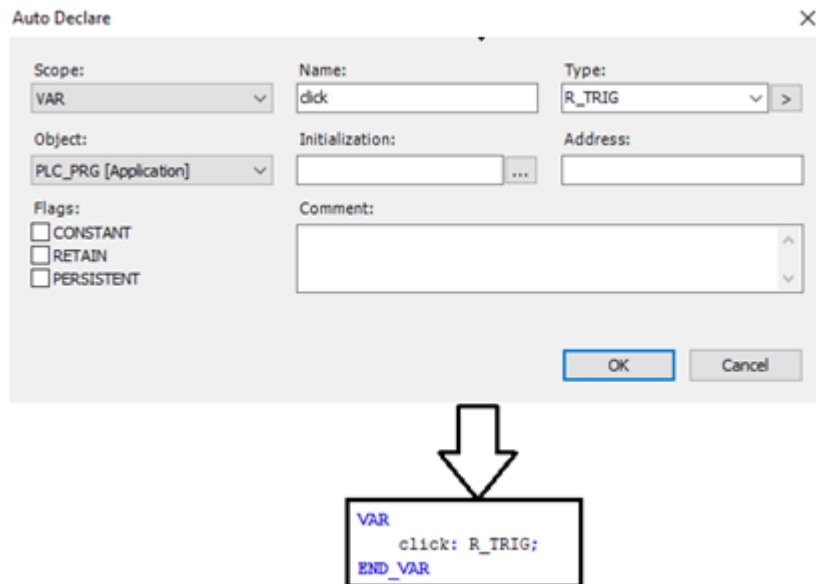 Auto Declare
Scope: Name: Type:
VAR click R_TRIG >
Object: Initialization: Address:
PLC_PRG [Application] ...
Flags: Comment:
CONSTANT
RETAIN
PERSISTENT
OK Cancel
VAR
click: R_TRIG;
END_VAR